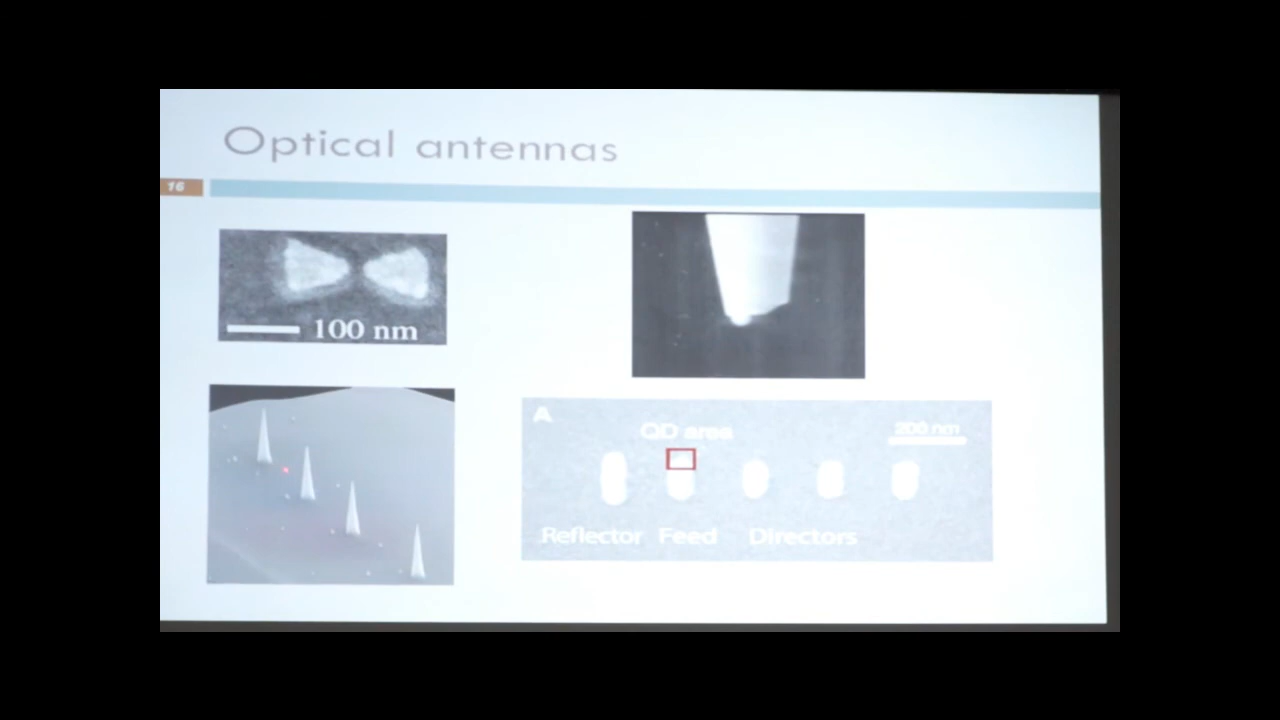 Optical antennas
16
100 nm
A
QD area
200 nm
Reflector Feed Directors